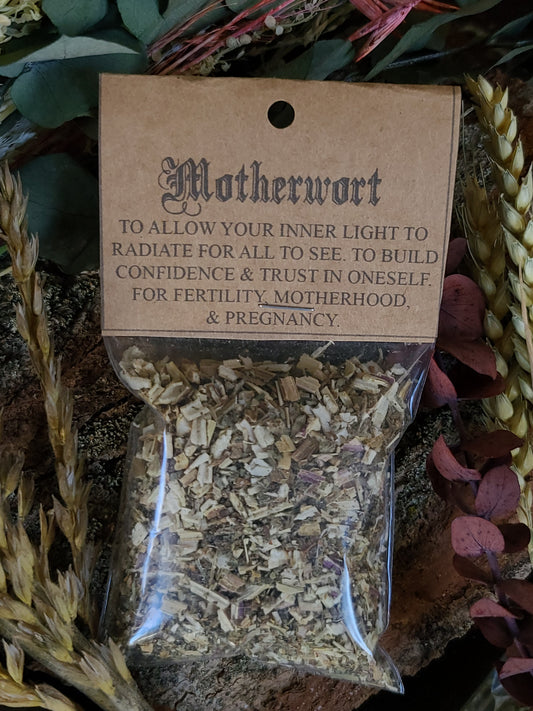 Motherwort
TO ALLOW YOUR INNER LIGHT TO
RADIATE FOR ALL TO SEE. TO BUILD
CONFIDENCE & TRUST IN ONESELF.
FOR FERTILITY, MOTHERHOOD,
& PREGNANCY.